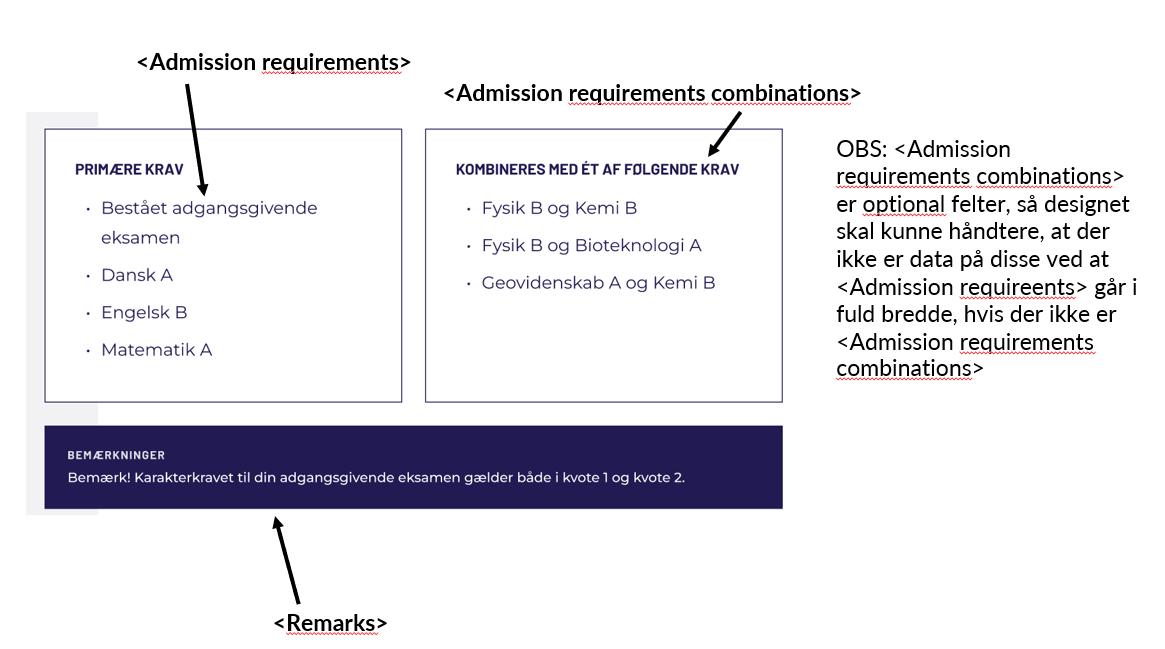 <Admission requirements>
<Admission requirements combinations>
PRIMÆRE KRAV
• Bestået adgangsgivende
eksamen
• Dansk A
• Engelsk B
• Matematik A
KOMBINERES MED ÉT AF FØLGENDE KRAV
• Fysik B og Kemi B
• Fysik B og Bioteknologi A
• Geovidenskab A og Kemi B
OBS: <Admission
requirements combinations>
er optional felter, så designet
skal kunne håndtere, at der
ikke er data på disse ved at
<Admission requireents> går i
fuld bredde, hvis der ikke er
<Admission requirements
combinations>
BEMÆRKNINGER
Bemærk! Karakterkravet til din adgangsgivende eksamen gælder både i kvote 1 og kvote 2.
<Remarks>